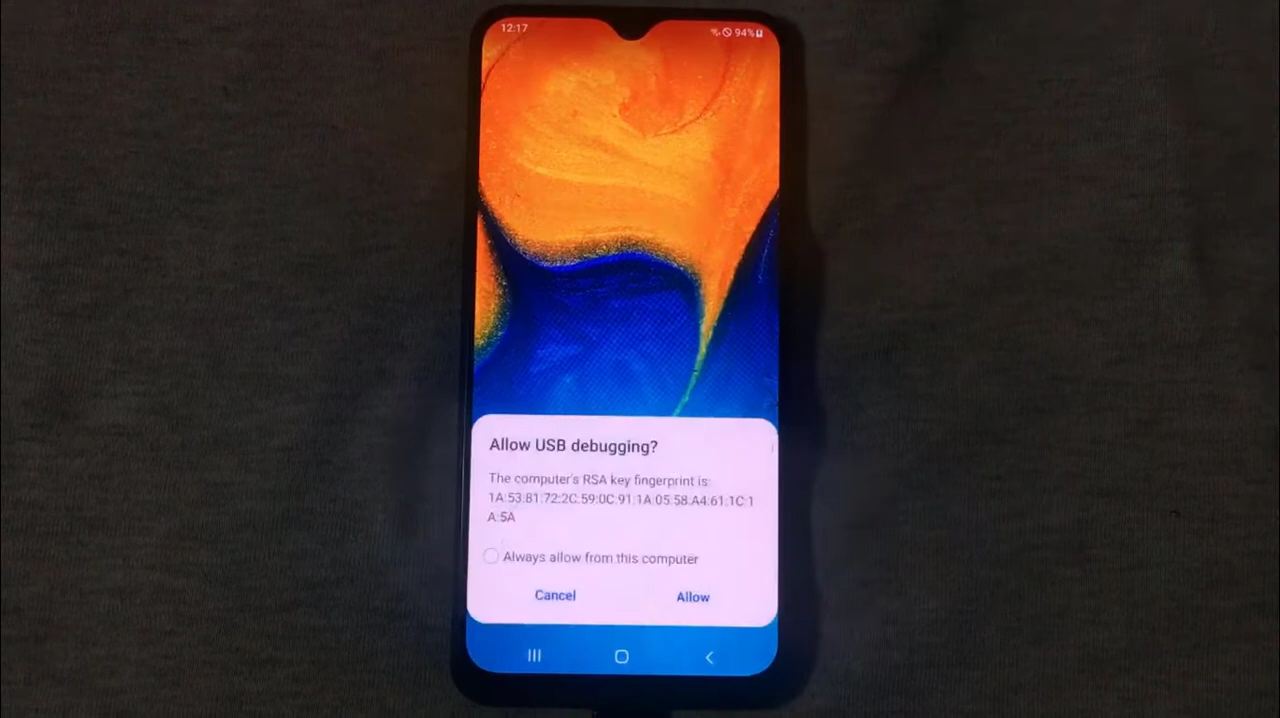 12:17
94%
Allow USB debugging?
The computer's RSA key fingerprint is:
1A:53:81:72:2C:59:0C:91:1A:05:58:A4:61:1C:1
A:5A
Always allow from this computer
Cancel Allow